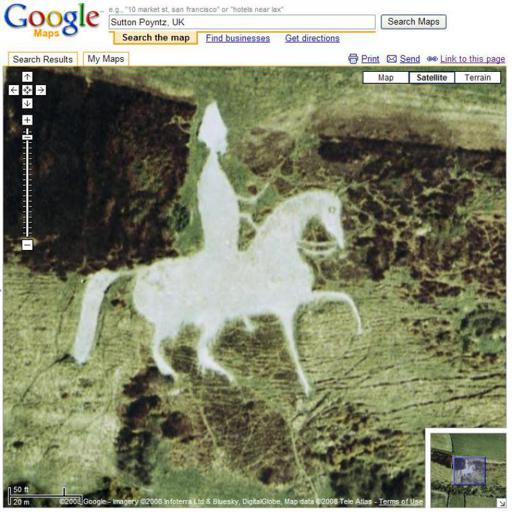 Google
Maps
e.g., "10 market st, san francisco" or "hotels near lax"
Sutton Poyntz, UK
Search Maps
Search the map
Find businesses
Get directions
Search Results
My Maps
Print
Send
Link to this page
Map
Satellite
Terrain
50 ft
20 m
©2008 Google - Imagery ©2008 Infoterra Ltd & Bluesky, DigitalGlobe, Map data ©2008 Tele Atlas - Terms of Use